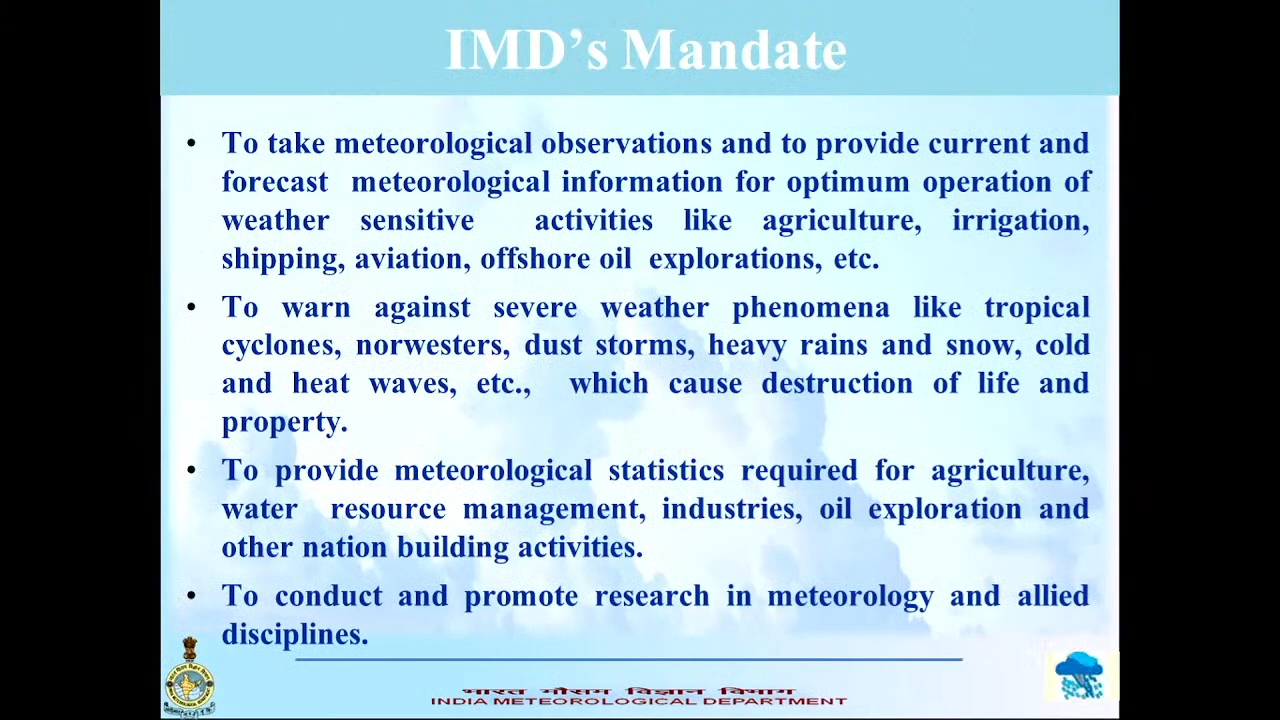 IMD’s Mandate
• To take meteorological observations and to provide current and
forecast meteorological information for optimum operation of
weather sensitive activities like agriculture, irrigation,
shipping, aviation, offshore oil explorations, etc.
• To warn against severe weather phenomena like tropical
cyclones, norwesters, dust storms, heavy rains and snow, cold
and heat waves, etc., which cause destruction of life and
property.
• To provide meteorological statistics required for agriculture,
water resource management, industries, oil exploration and
other nation building activities.
• To conduct and promote research in meteorology and allied
disciplines.
भारत मौसम विज्ञान विभाग
INDIA METEOROLOGICAL DEPARTMENT